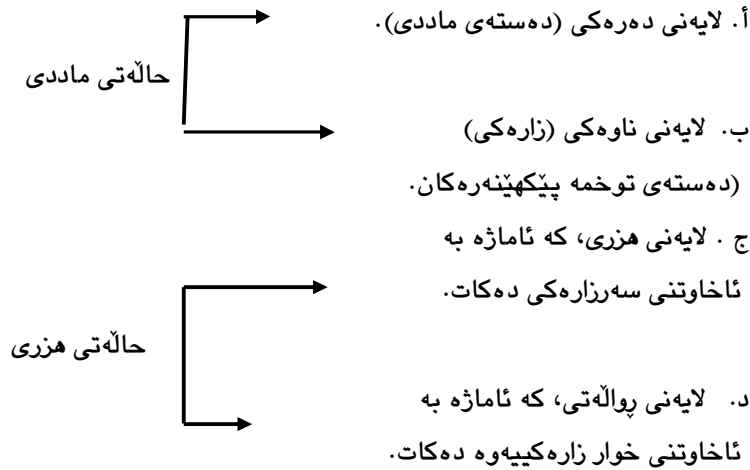 أ. لایەنی دەرەکی (دەستەی ماددی).
حاڵەتی ماددی
ب. لایەنی ناوەکی (زارەکی)
(دەستەی توخمە پێکهێنەرەکان.
ج . لایەنی هزری، کە ئاماژە بە
ئاخاوتنی سەرزارەکی دەکات.
حاڵەتی هزری
د. لایەنی ڕواڵەتی، کە ئاماژە بە
ئاخاوتنی خوار زارەکییەوە دەکات.